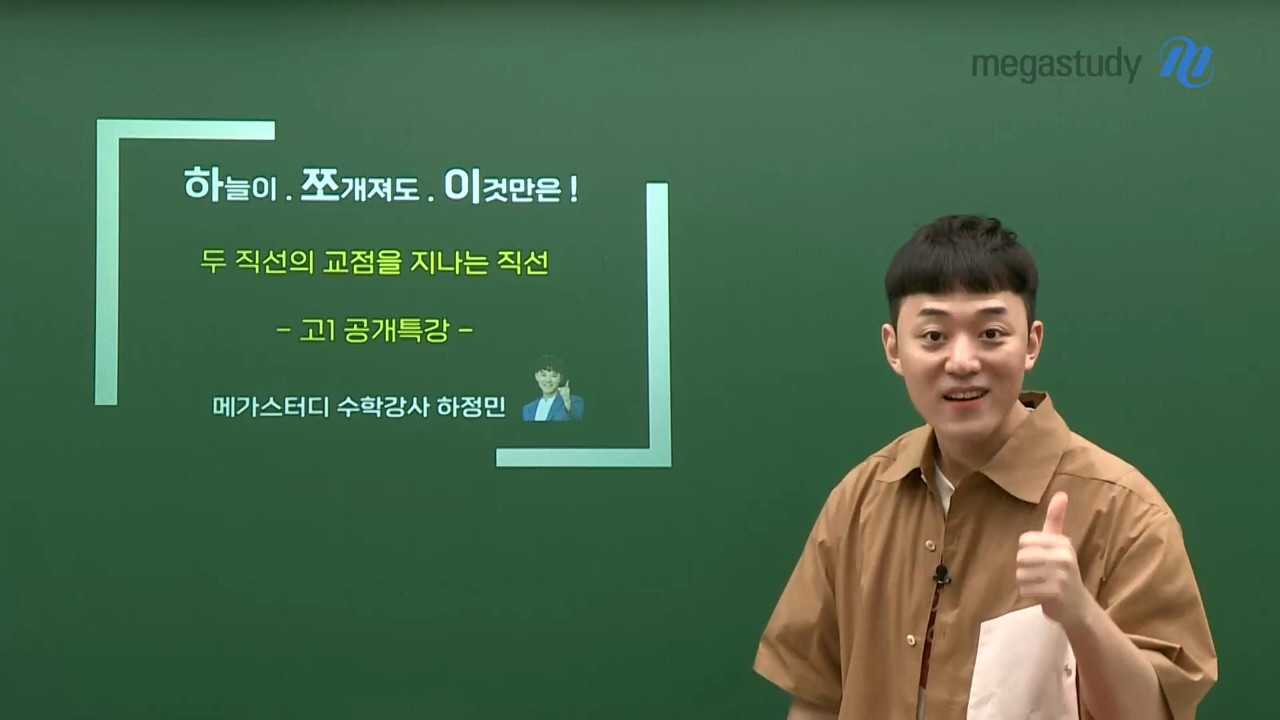 megastudy
하늘이 . 쪼개져도 . 이것만은 !
두 직선의 교점을 지나는 직선
- 고1 공개특강 -
메가스터디 수학강사 하정민